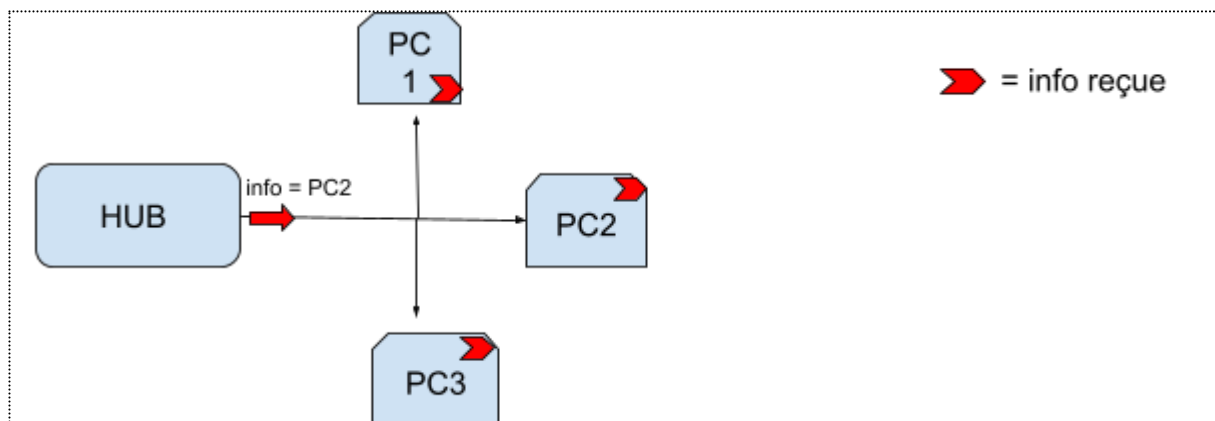 PC
1
= info reçue
info = PC2
HUB
PC2
PC3